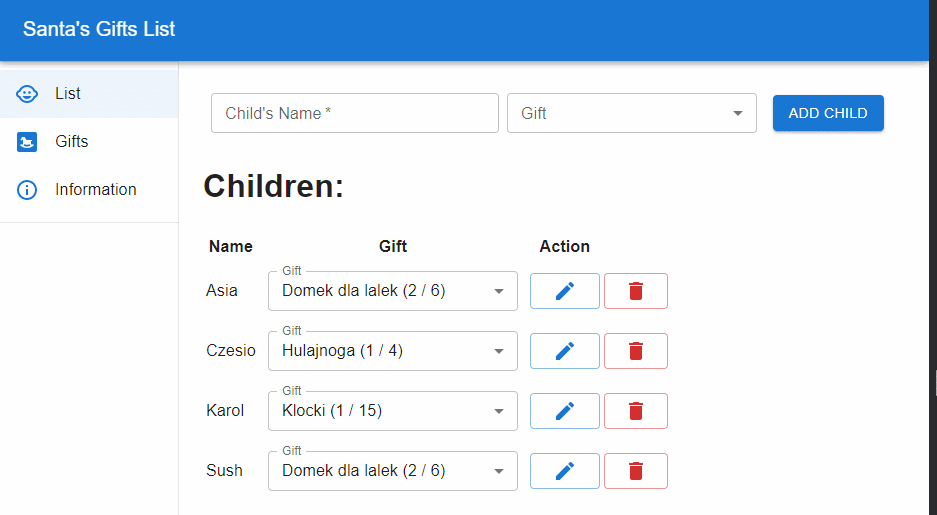 Santa's Gifts List
List
Gifts
Information
Child's Name *
Gift
ADD CHILD
Children:
Name Gift Action
Gift
Asia Domek dla lalek (2 / 6)
Gift
Czesio Hulajnoga (1 / 4)
Gift
Karol Klocki (1 / 15)
Gift
Sush Domek dla lalek (2 / 6)